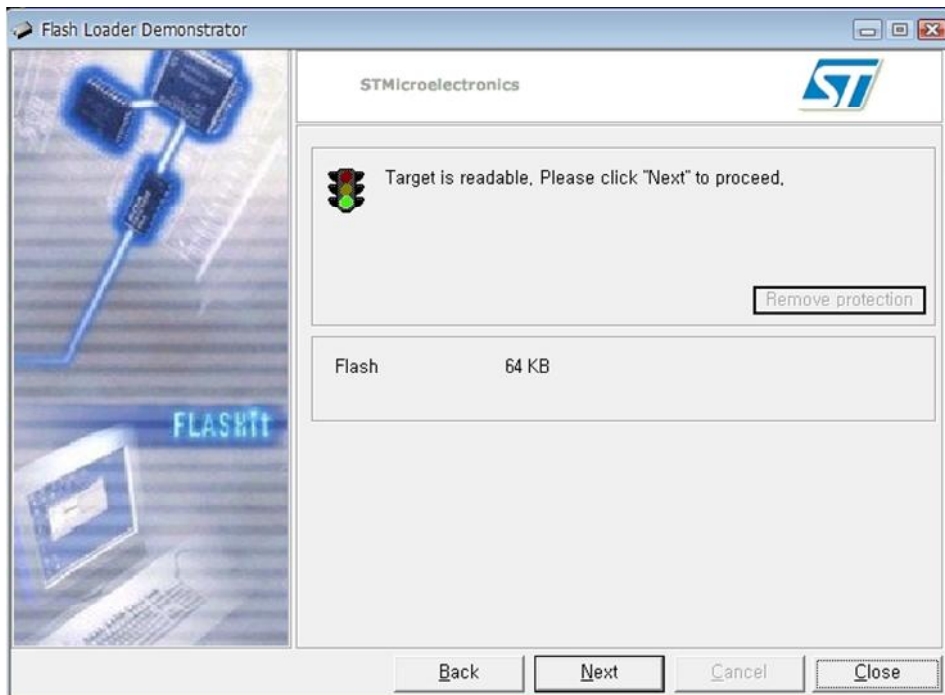 Flash Loader Demonstrator
STMicroelectronics
ST
Target is readable, Please click "Next" to proceed,
Remove protection
Flash 64 KB
FLASHit
Back Next Cancel Close